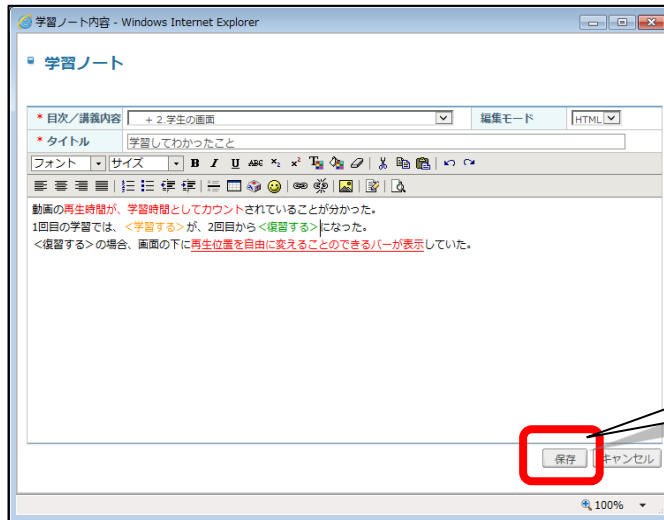 学習ノート内容 - Windows Internet Explorer
学習ノート
* 目次／講義内容 + 2.学生の画面 編集モード HTML
* タイトル 学習してわかったこと
フォント サイズ B I U ABC ×₂ ×²
動画の再生時間が、学習時間としてカウントされていることが分かった。
1回目の学習では、<学習する>が、2回目から<復習する>になった。
<復習する>の場合、画面の下に再生位置を自由に変えることのできるバーが表示していた。
保存 キャンセル
100%